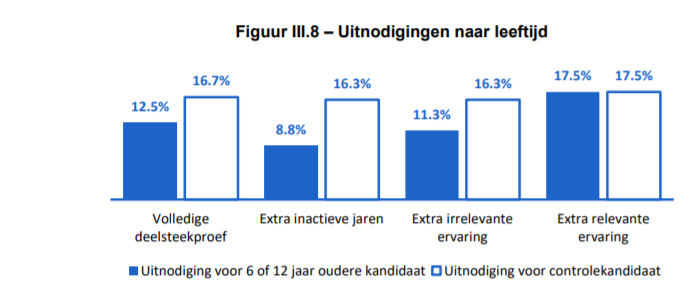 Figuur III.8 – Uitnodigingen naar leeftijd
17.5% 17.5%
16.7% 16.3% 16.3%
12.5%
11.3%
8.8%
Volledige Extra inactieve jaren Extra irrelevante Extra relevante
deelsteekproef ervaring ervaring
Uitnodiging voor 6 of 12 jaar oudere kandidaat Uitnodiging voor controlekandidaat